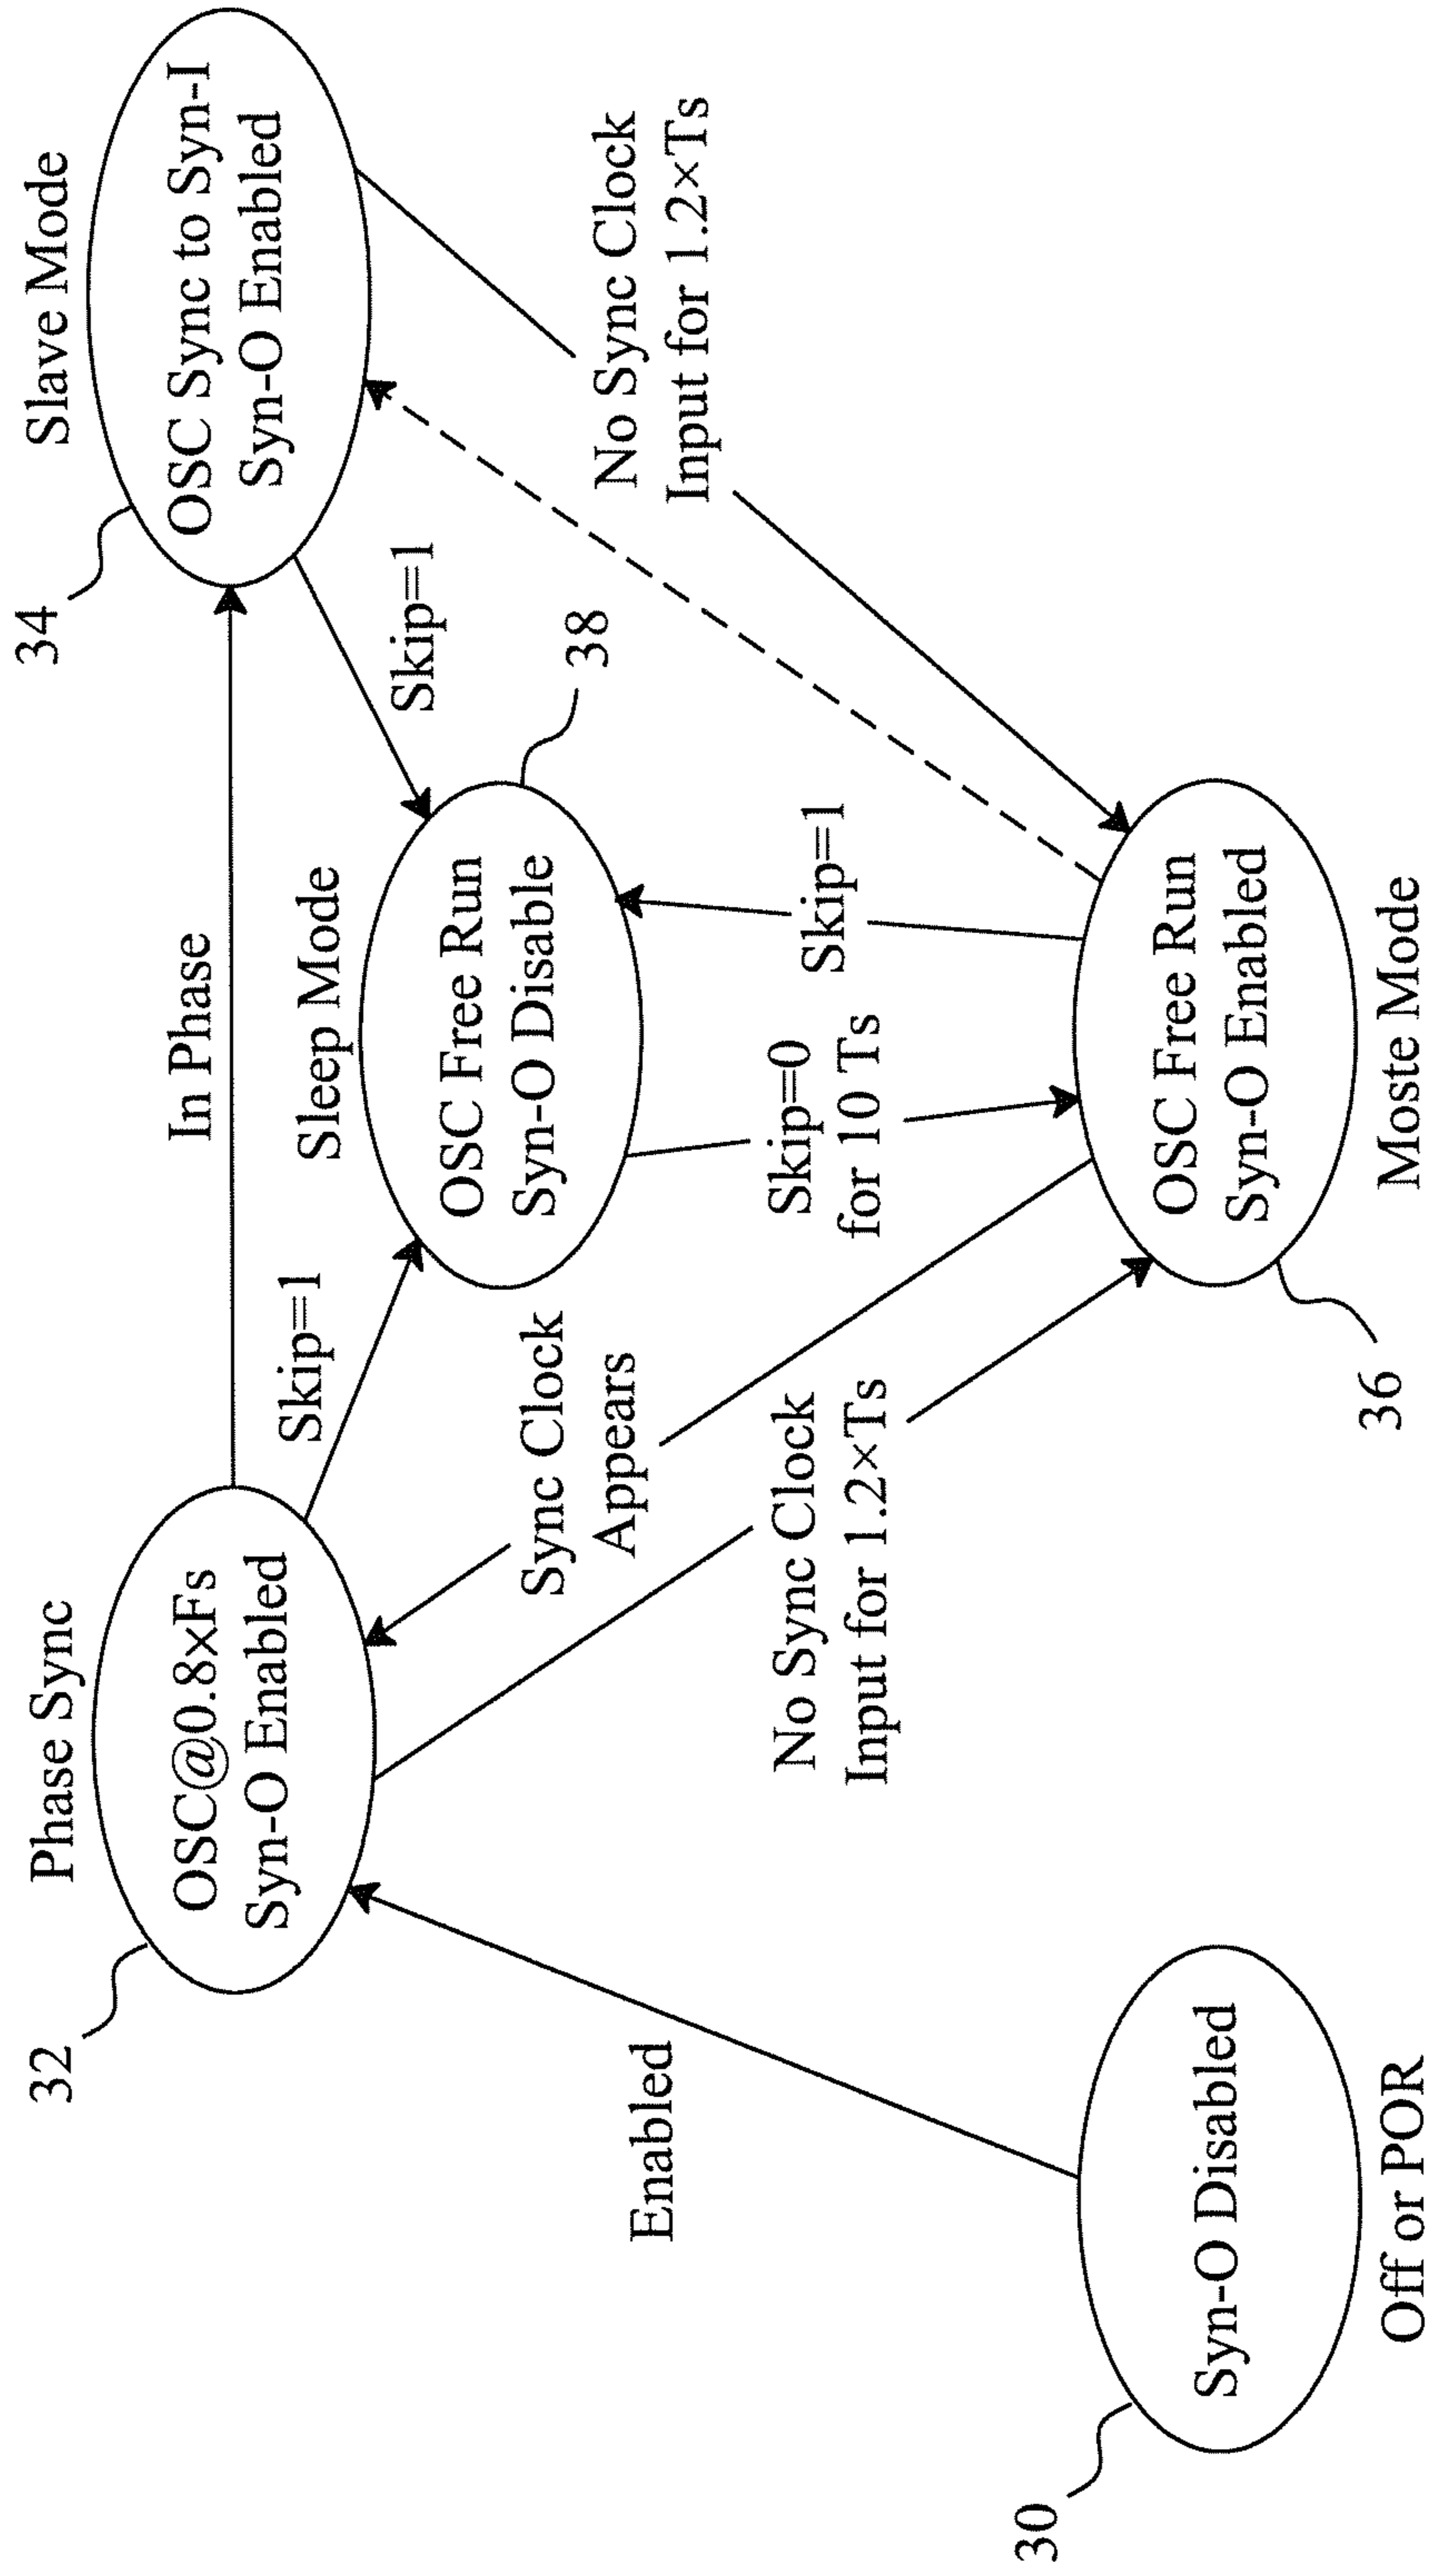 Phase Sync
32
OSC@0.8×Fs
Syn-O Enabled
In Phase
Slave Mode
34
OSC Sync to Syn-I
Syn-O Enabled
Skip=1
Sleep Mode
OSC Free Run
Syn-O Disable
38
Skip=1
Sync Clock
Appears
No Sync Clock
Input for 1.2×Ts
Skip=0
for 10 Ts
Skip=1
No Sync Clock
Input for 1.2×Ts
Enabled
30
Syn-O Disabled
Off or POR
36
OSC Free Run
Syn-O Enabled
Moste Mode